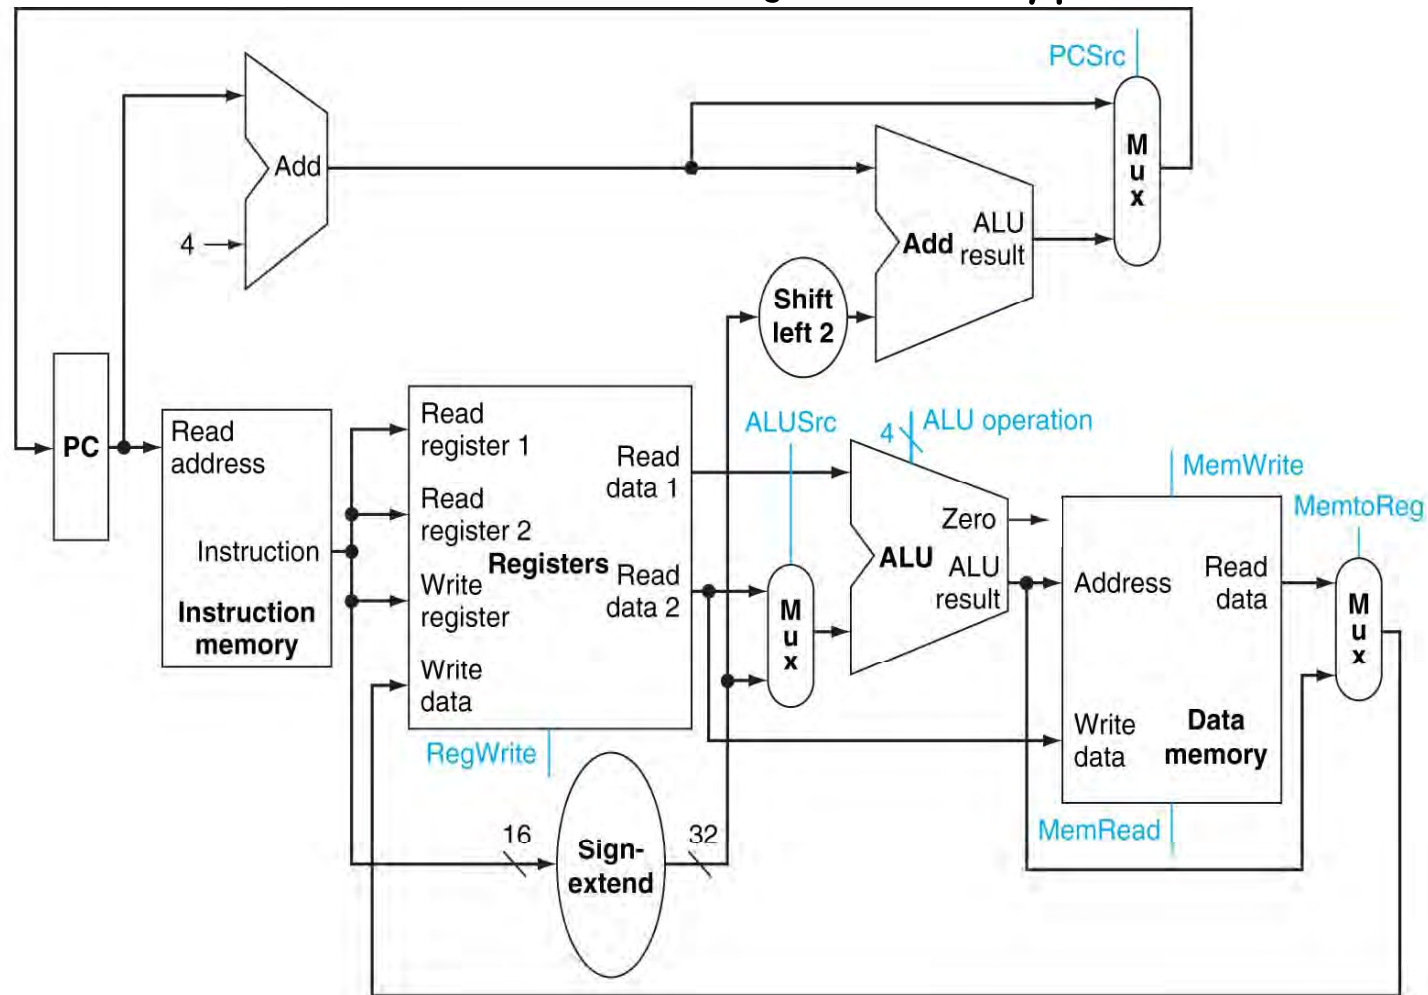 PCSrc
M
u
x
Add
4
Add
ALU
result
Shift
left 2
PC
Read
address
Instruction
Instruction
memory
Read
register 1
Read
register 2
Write
register
Write
data
Registers
Read
data 1
Read
data 2
RegWrite
16
Sign-
extend
32
ALUSrc
M
u
x
4
ALU operation
Zero
ALU
ALU
result
MemWrite
Address
Read
data
Write
data
Data
memory
MemRead
MemtoReg
M
u
x